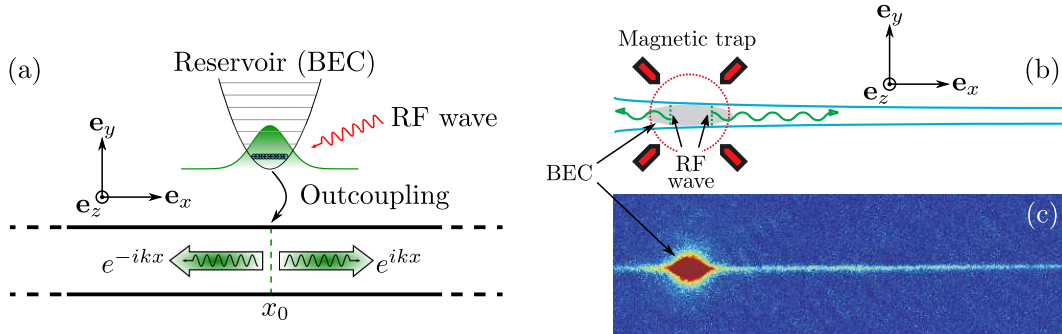 (a)
Reservoir (BEC)
RF wave
e_y
e_z
e_x
Outcoupling
e^{-ikx}
e^{ikx}
x_0
(b)
Magnetic trap
e_y
e_z
e_x
BEC
RF
wave
(c)